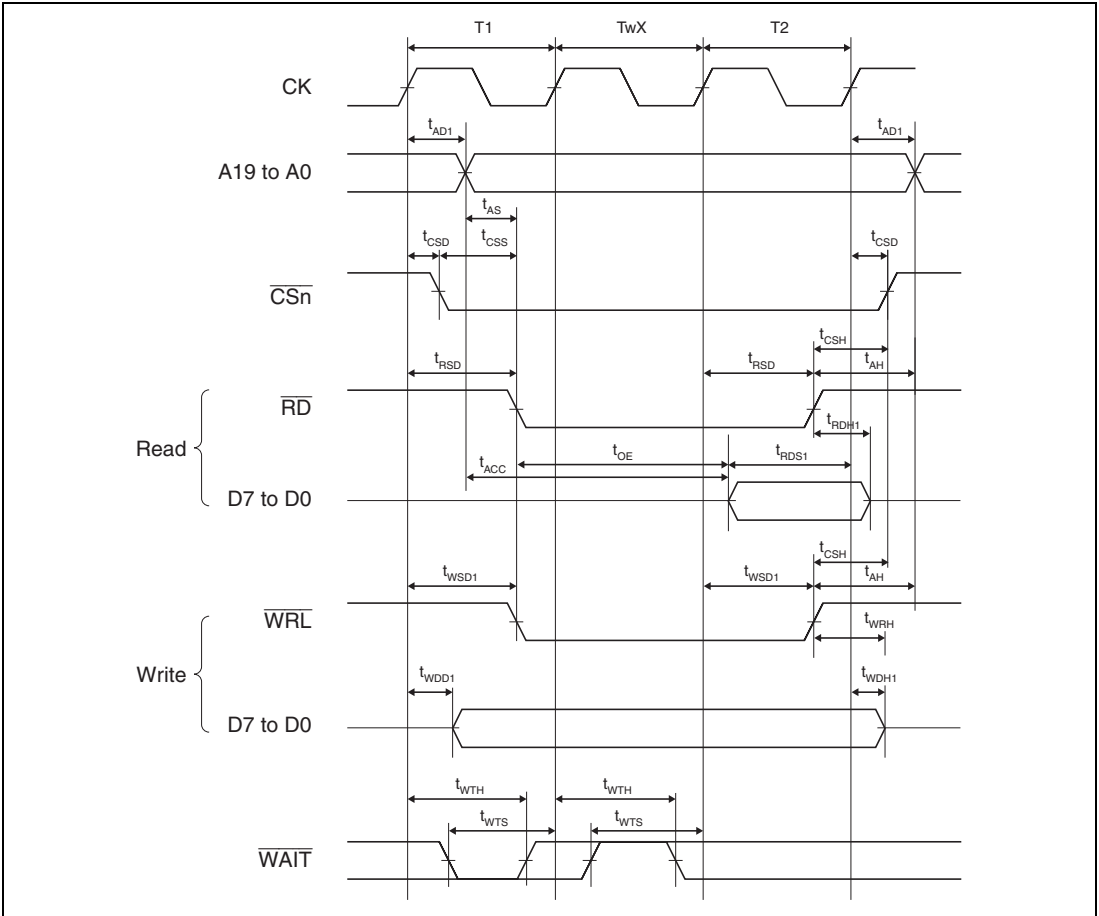 T1 TwX T2
CK
tAD1 tAD1
A19 to A0
tAS
tCSD tCSS tCSD
CSn
tCSH
tRSD tRSD tAH
RD
tRDH1
Read
tOE tRDS1
tACC
D7 to D0
tCSH
tWSD1 tWSD1 tAH
WRL
tWRH
Write
tWDD1 tWDH1
D7 to D0
tWTH tWTH
tWTS tWTS
WAIT